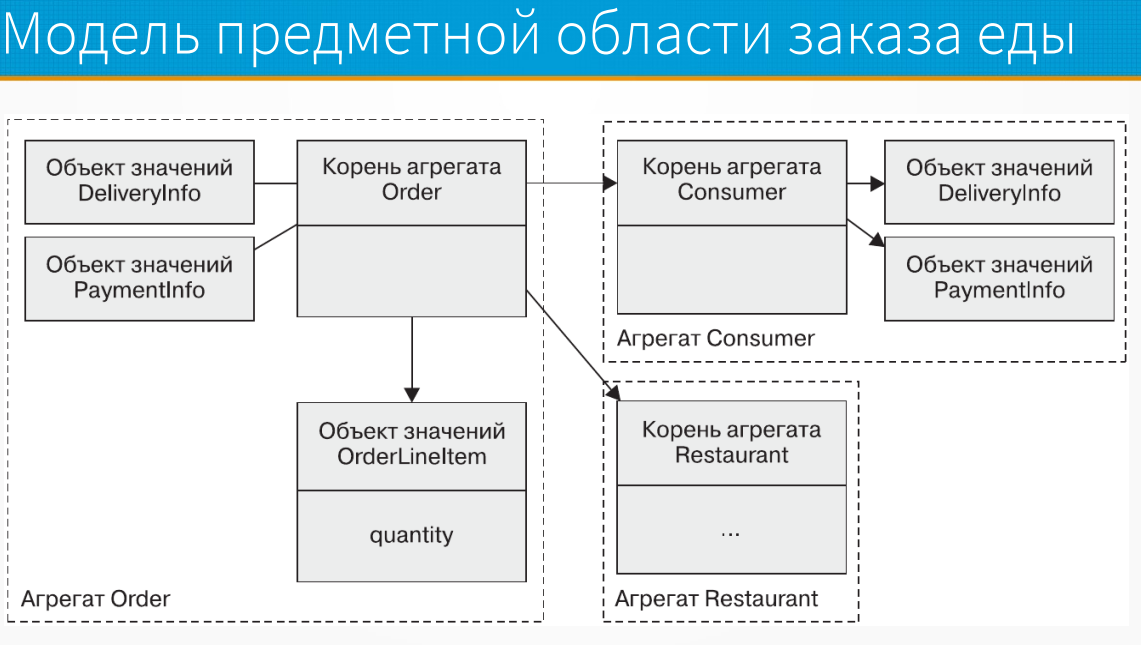 Модель предметной области заказа еды
Объект значений
DeliveryInfo
Корень агрегата
Order
Объект значений
PaymentInfo
Объект значений
OrderLineItem
quantity
Агрегат Order
Корень агрегата
Consumer
Объект значений
DeliveryInfo
Объект значений
PaymentInfo
Агрегат Consumer
Корень агрегата
Restaurant
...
Агрегат Restaurant